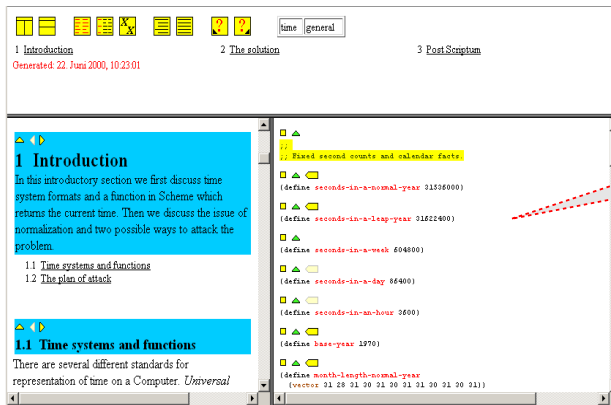 ? ? time general
1 Introduction 2 The solution 3 Post Scriptum
Generated: 22. Juni 2000, 10:23:01
1 Introduction
In this introductory section we first discuss time
system formats and a function in Scheme which
returns the current time. Then we discuss the issue of
normalization and two possible ways to attack the
problem.
1.1 Time systems and functions
1.2 The plan of attack
1.1 Time systems and functions
There are several different standards for
representation of time on a Computer. Universal
;;
;; Fixed second counts and calendar facts.
(define seconds-in-a-normal-year 31536000)
(define seconds-in-a-leap-year 31622400)
(define seconds-in-a-week 604800)
(define seconds-in-a-day 86400)
(define seconds-in-an-hour 3600)
(define base-year 1970)
(define month-length-normal-year
(vector 31 28 31 30 31 30 31 31 30 31 30 31))